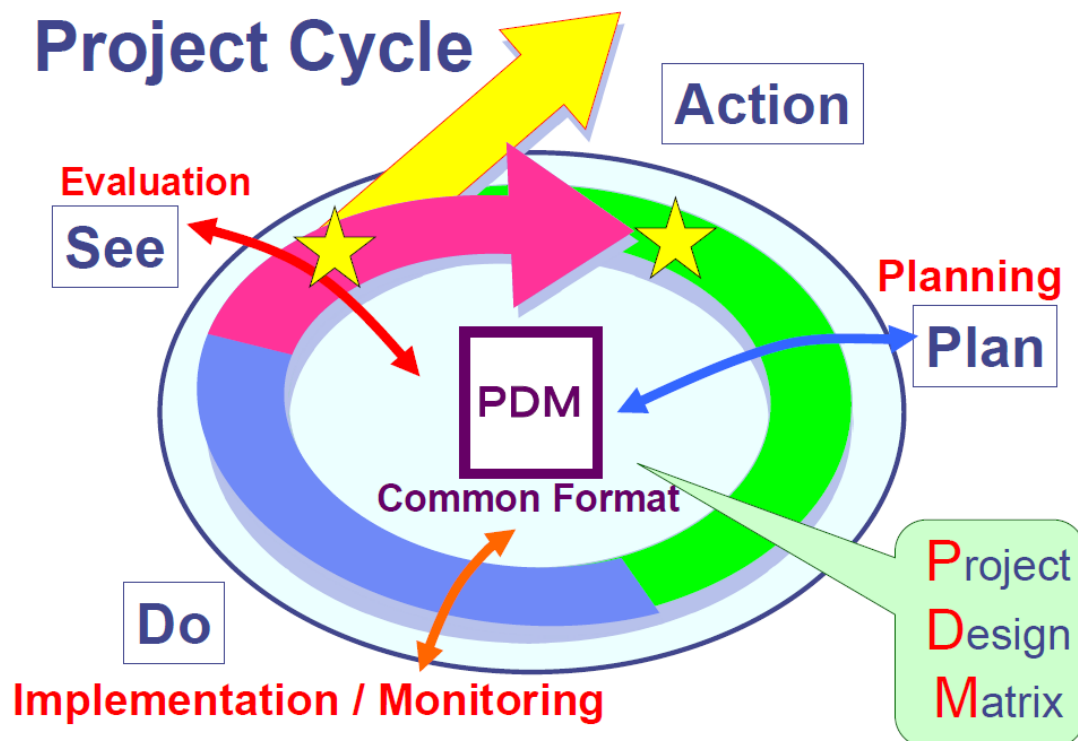 Project Cycle
Action
Evaluation
See
Planning
Plan
PDM
Common Format
Project
Design
Matrix
Do
Implementation / Monitoring